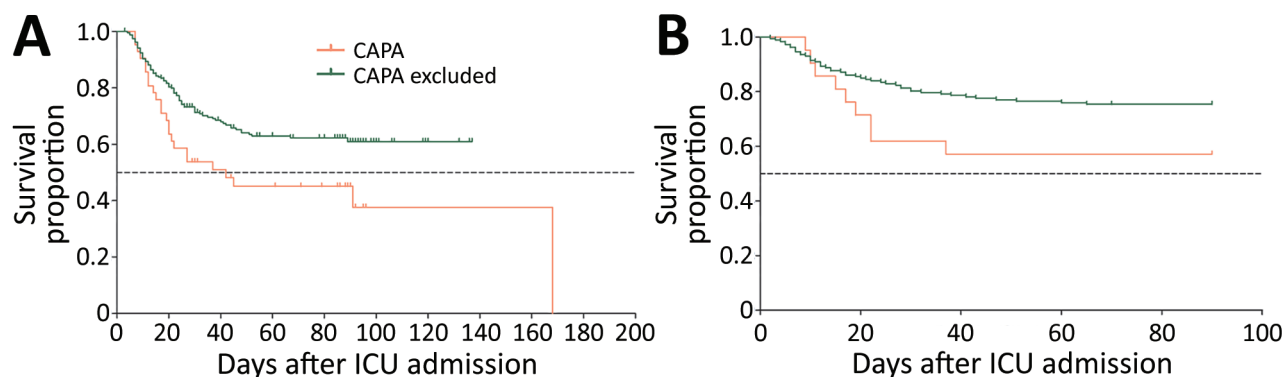 A
CAPA
CAPA excluded
Survival
proportion
1.0
0.8
0.6
0.4
0.2
0
0 20 40 60 80 100 120 140 160 180 200
Days after ICU admission
B
Survival
proportion
1.0
0.8
0.6
0.4
0.2
0
0 20 40 60 80 100
Days after ICU admission